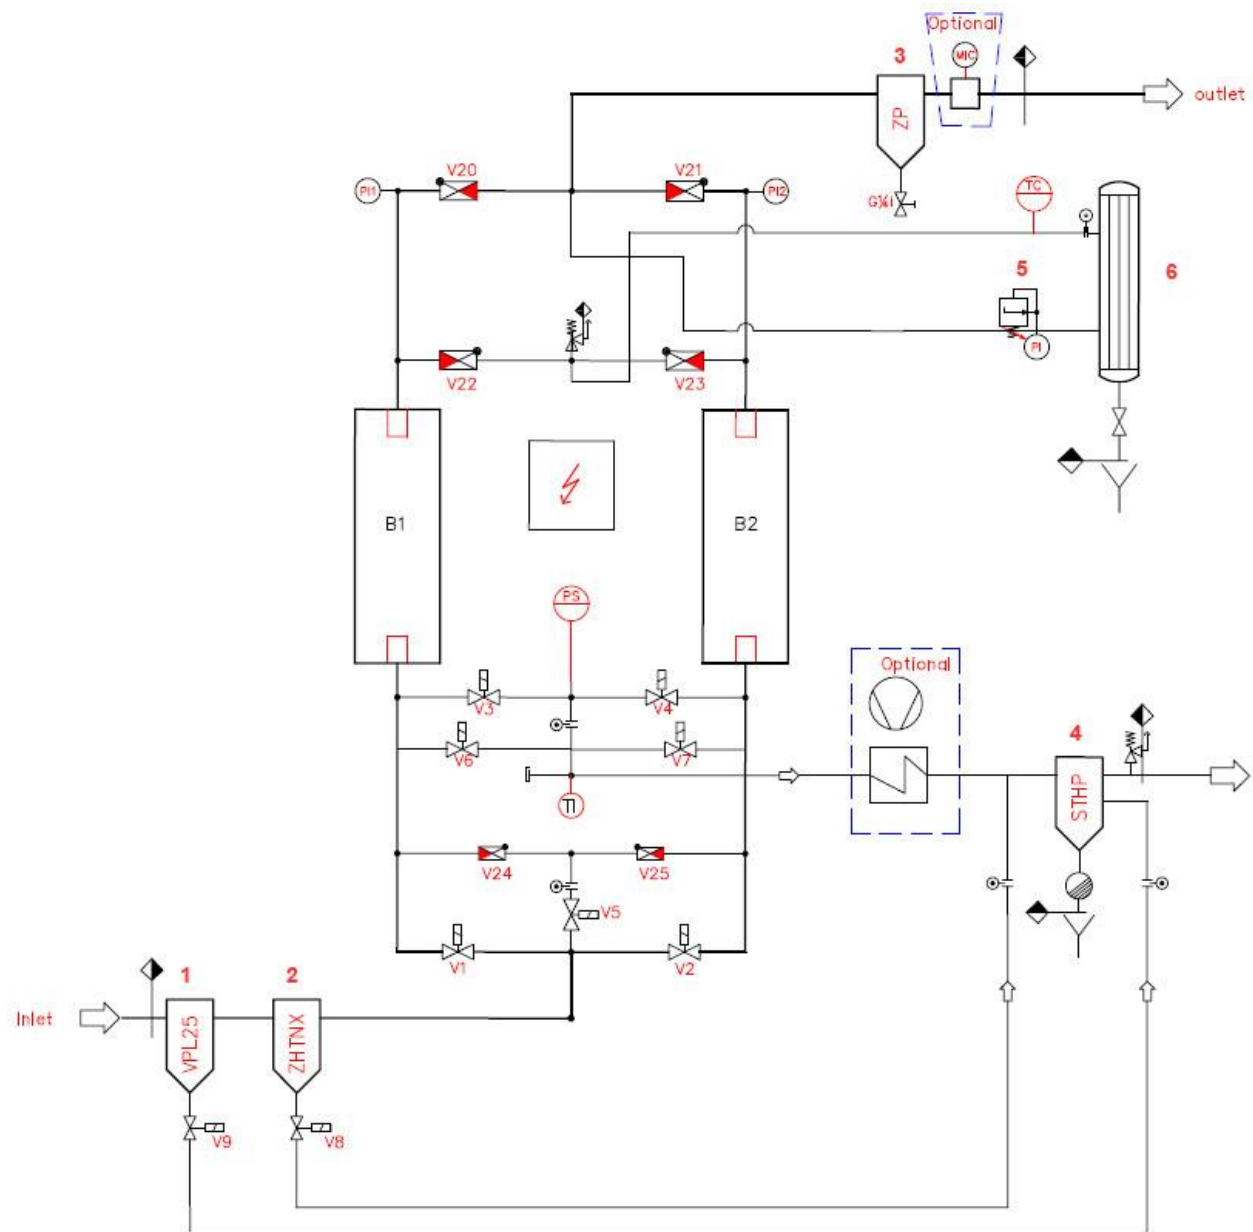 Optional
3
MIC
ZP
outlet
V20
V21
PI1
PI2
TC
5
6
PI
V22
V23
B1
B2
PS
Optional
V3
V4
4
V6
V7
STHP
TI
V24
V25
V5
V1
V2
1
2
Inlet
VPL25
ZHTNX
V9
V8